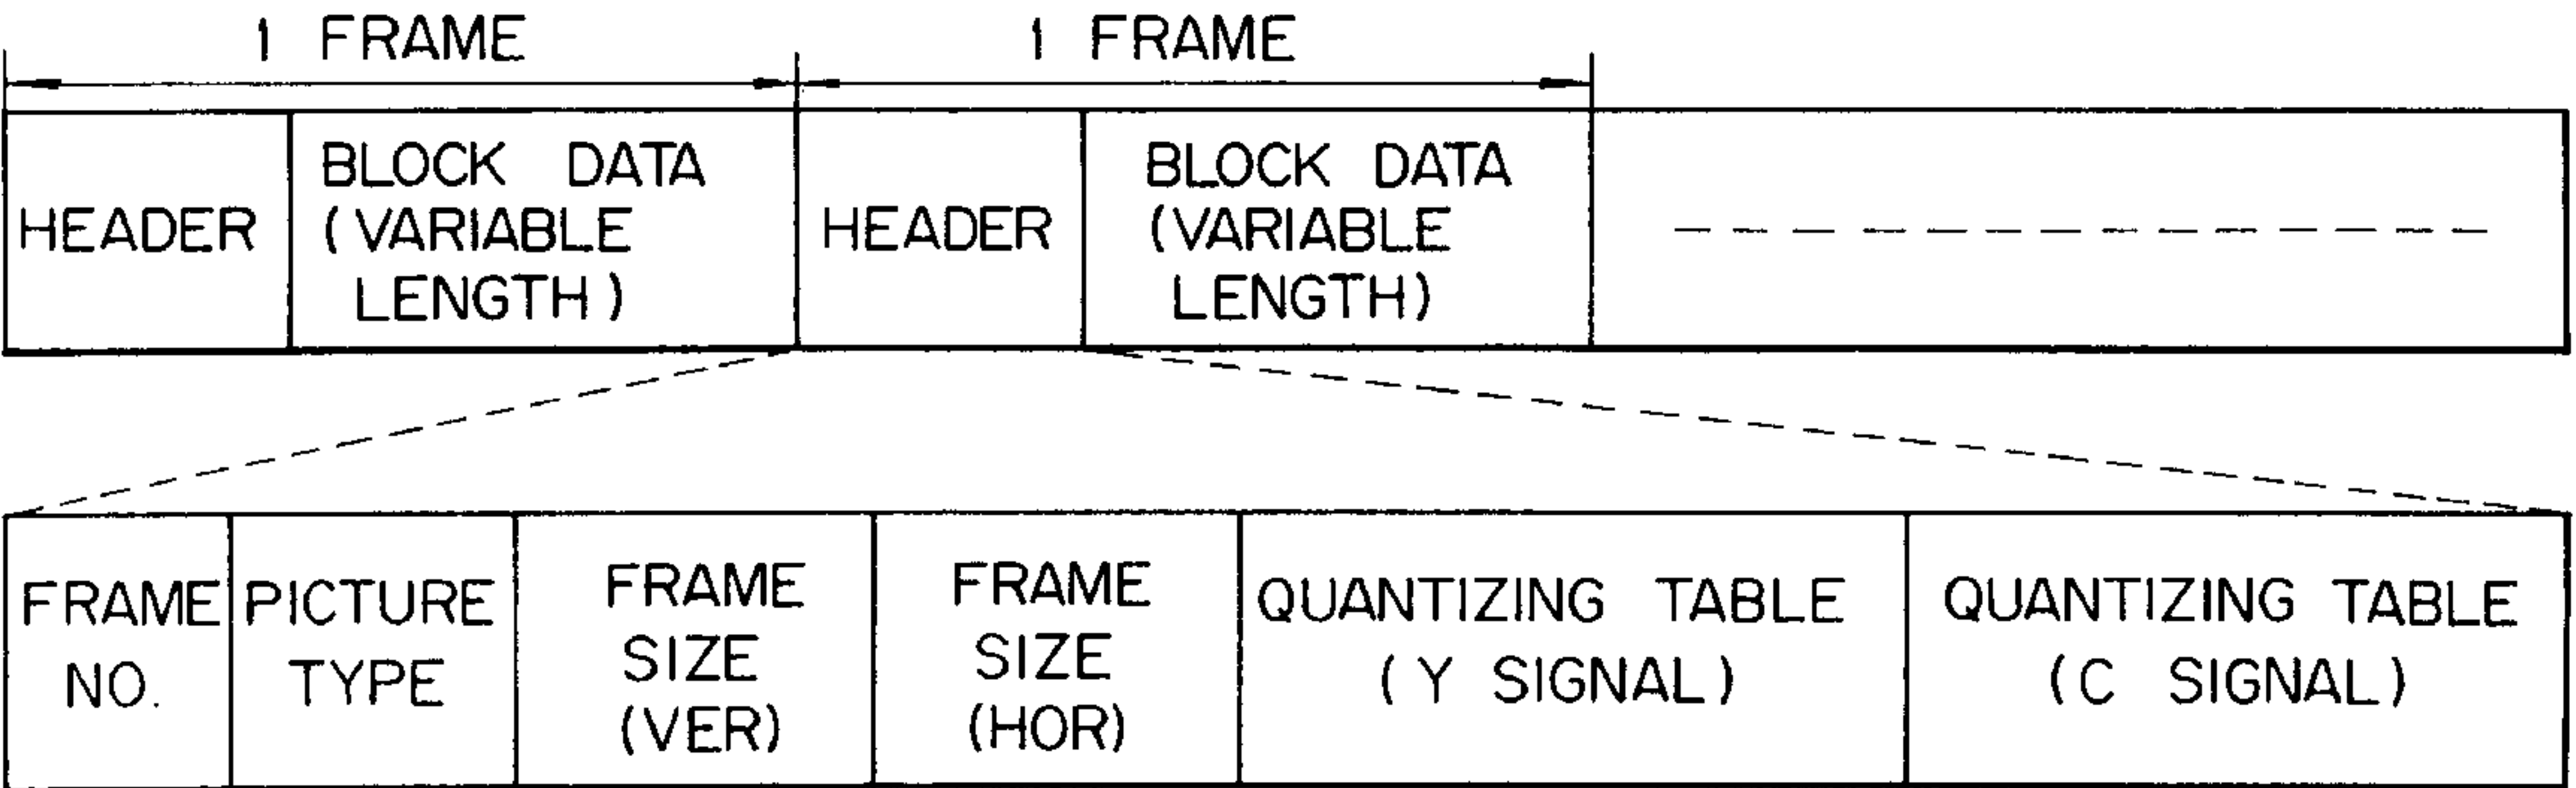 1 FRAME
1 FRAME
HEADER
BLOCK DATA
(VARIABLE
LENGTH)
HEADER
BLOCK DATA
(VARIABLE
LENGTH)
FRAME
NO.
PICTURE
TYPE
FRAME
SIZE
(VER)
FRAME
SIZE
(HOR)
QUANTIZING TABLE
(Y SIGNAL)
QUANTIZING TABLE
(C SIGNAL)